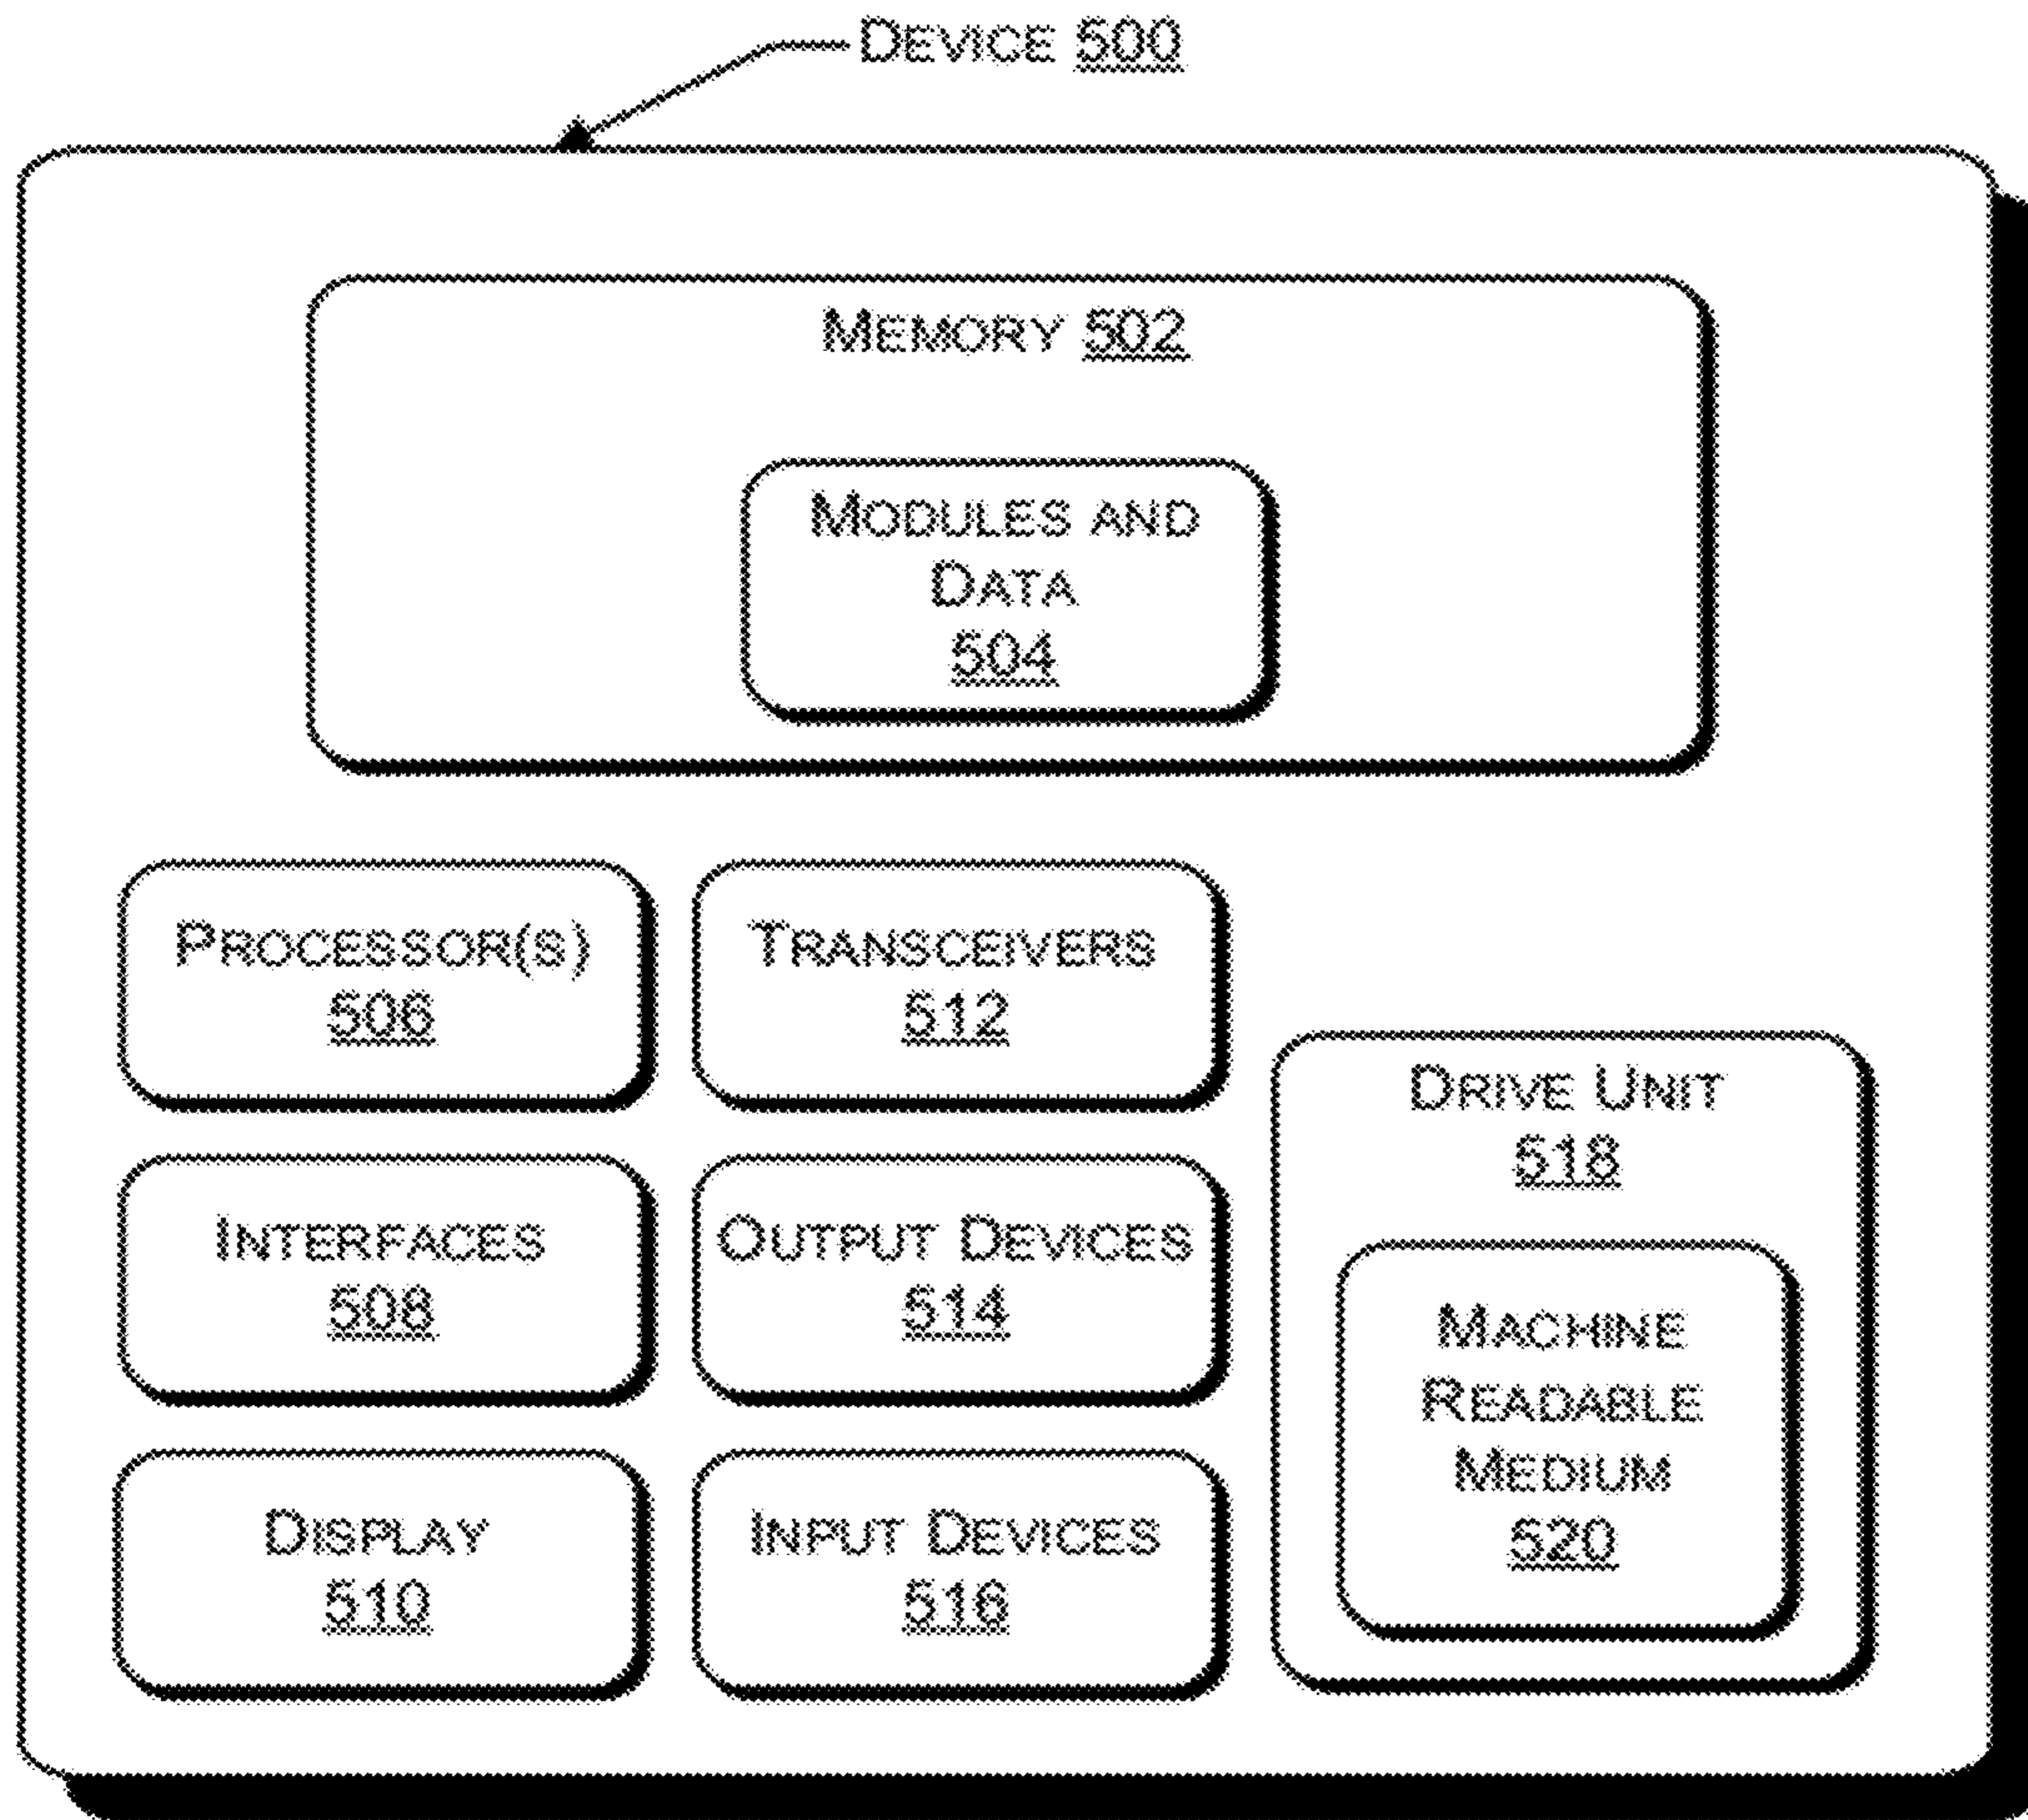 DEVICE 500
MEMORY 502
MODULES AND
DATA
504
PROCESSOR(S)
506
TRANSCEIVERS
512
INTERFACES
508
OUTPUT DEVICES
514
DISPLAY
510
INPUT DEVICES
516
DRIVE UNIT
518
MACHINE
READABLE
MEDIUM
520